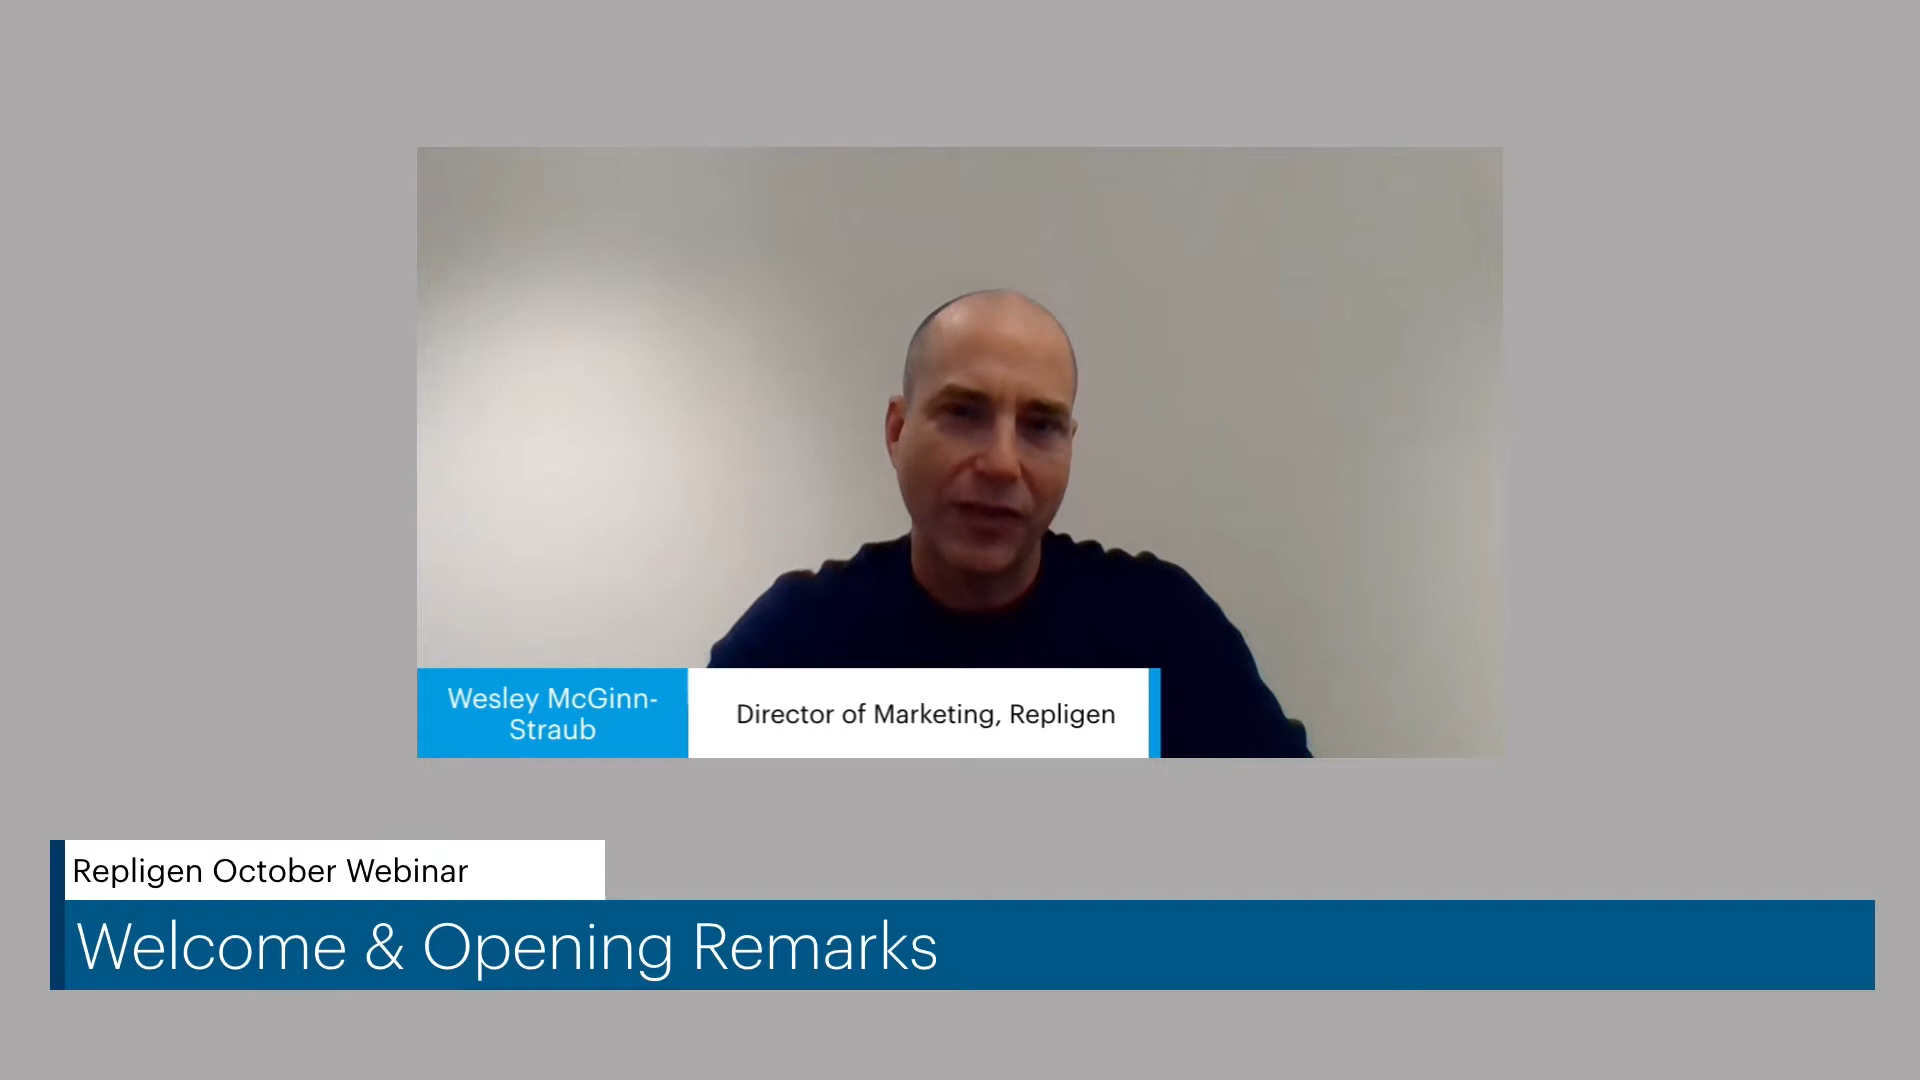 Wesley McGinn-
Straub
Director of Marketing, Repligen
Repligen October Webinar
Welcome & Opening Remarks